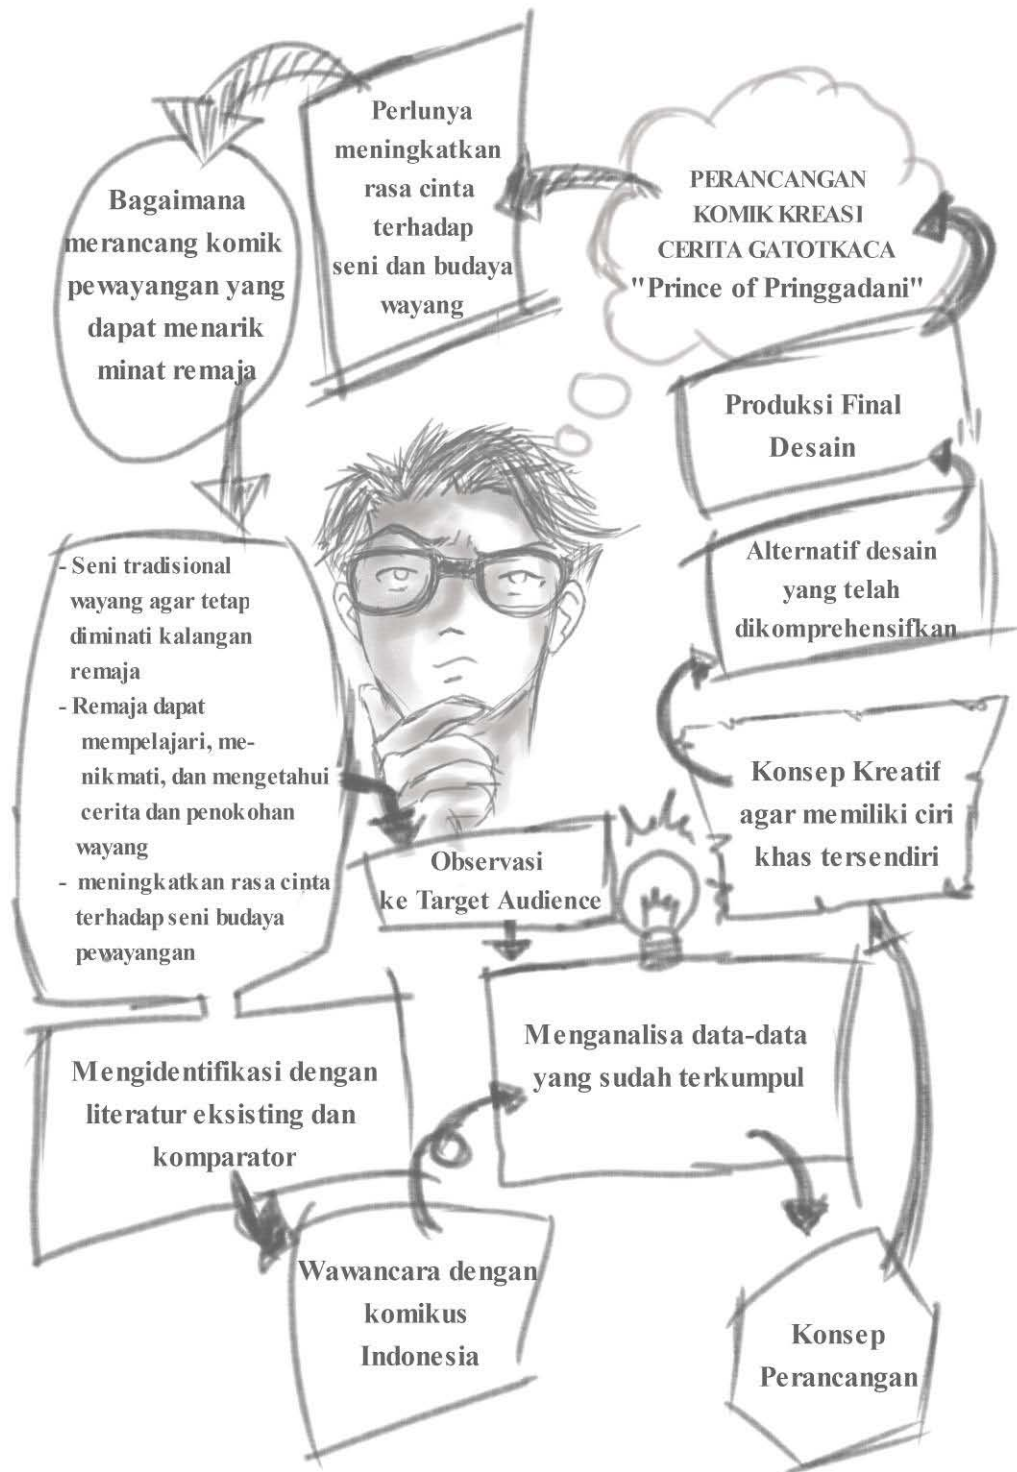 PERANCANGAN
KOMIK KREASI
CERITA GATOTKACA
"Prince of Pringgadani"
Perlunya
meningkatkan
rasa cinta
terhadap
seni dan budaya
wayang
Bagaimana
merancang komik
pewayangan yang
dapat menarik
minat remaja
- Seni tradisional
wayang agar tetap
diminati kalangan
remaja
- Remaja dapat
mempelajari, me-
nikmati, dan mengetahui
cerita dan penokohan
wayang
- meningkatkan rasa cinta
terhadap seni budaya
pewayangan
Observasi
ke Target Audience
Mengidentifikasi dengan
literatur eksisting dan
komparator
Wawancara dengan
komikus
Indonesia
Menganalisa data-data
yang sudah terkumpul
Konsep
Perancangan
Konsep Kreatif
agar memiliki ciri
khas tersendiri
Alternatif desain
yang telah
dikomprehensifkan
Produksi Final
Desain